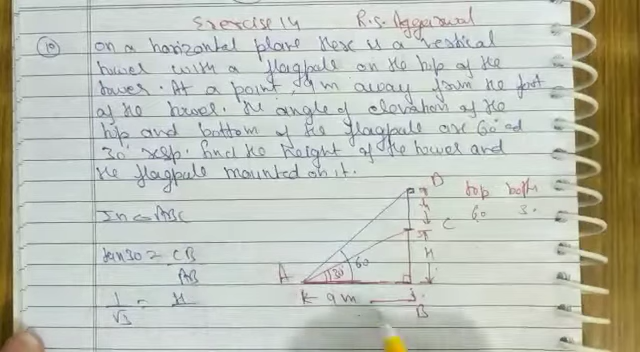 Exercise 14 R.S. Aggarwal
10 On a horizontal plane there is a vertical
tower with a flagpole on the top of the
tower. At a point, 9 m away from the foot
of the tower. The angle of elevation of the
top and bottom of the flagpole are 60° and
30° resp. find the height of the tower and
the flagpole mounted on it.
In △ ABC
tan 30 = CB
AB
1 = H
√3
D
h
C
H
top bottm
60 30
A 30° 60
9 m
B